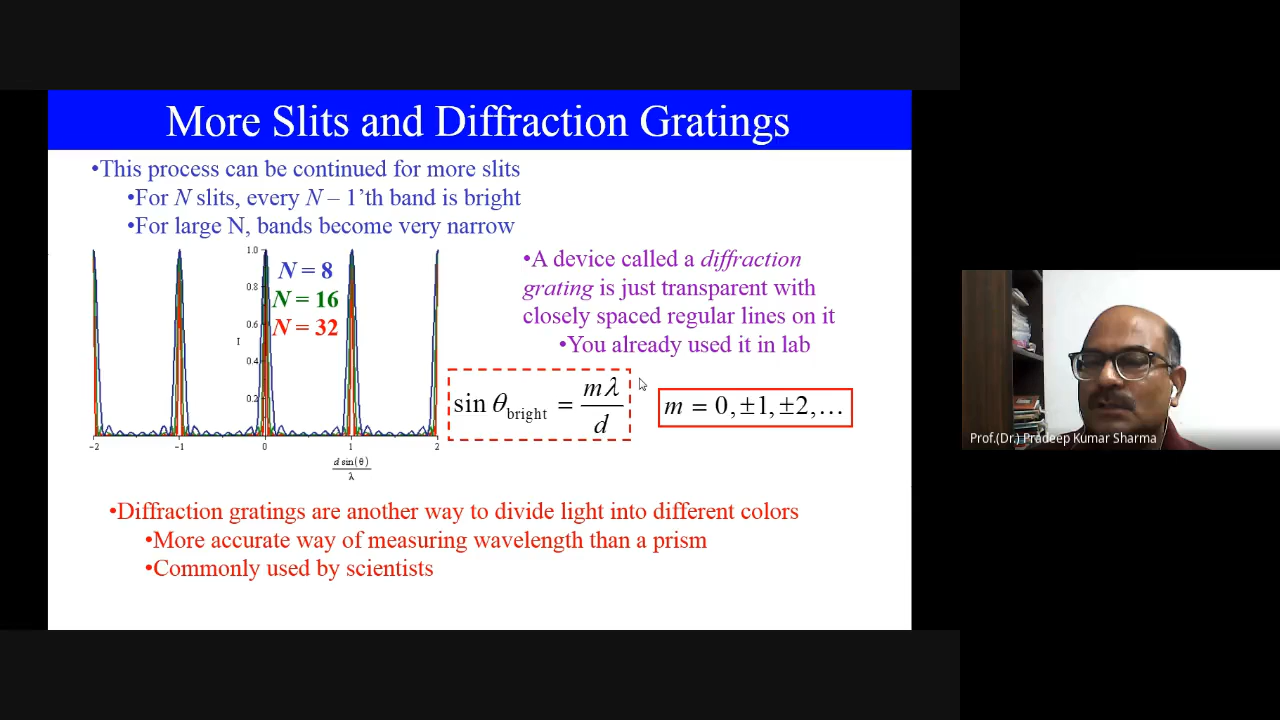 More Slits and Diffraction Gratings
•This process can be continued for more slits
•For N slits, every N – 1’th band is bright
•For large N, bands become very narrow
1.0
0.8
0.6
I
0.4
0.2
N = 8
N = 16
N = 32
−2 −1 0 1 2
d sin(θ)
λ
•A device called a diffraction
grating is just transparent with
closely spaced regular lines on it
•You already used it in lab
sin θbright = mλ / d
m = 0, ±1, ±2,…
•Diffraction gratings are another way to divide light into different colors
•More accurate way of measuring wavelength than a prism
•Commonly used by scientists
Prof.(Dr.) Pradeep Kumar Sharma